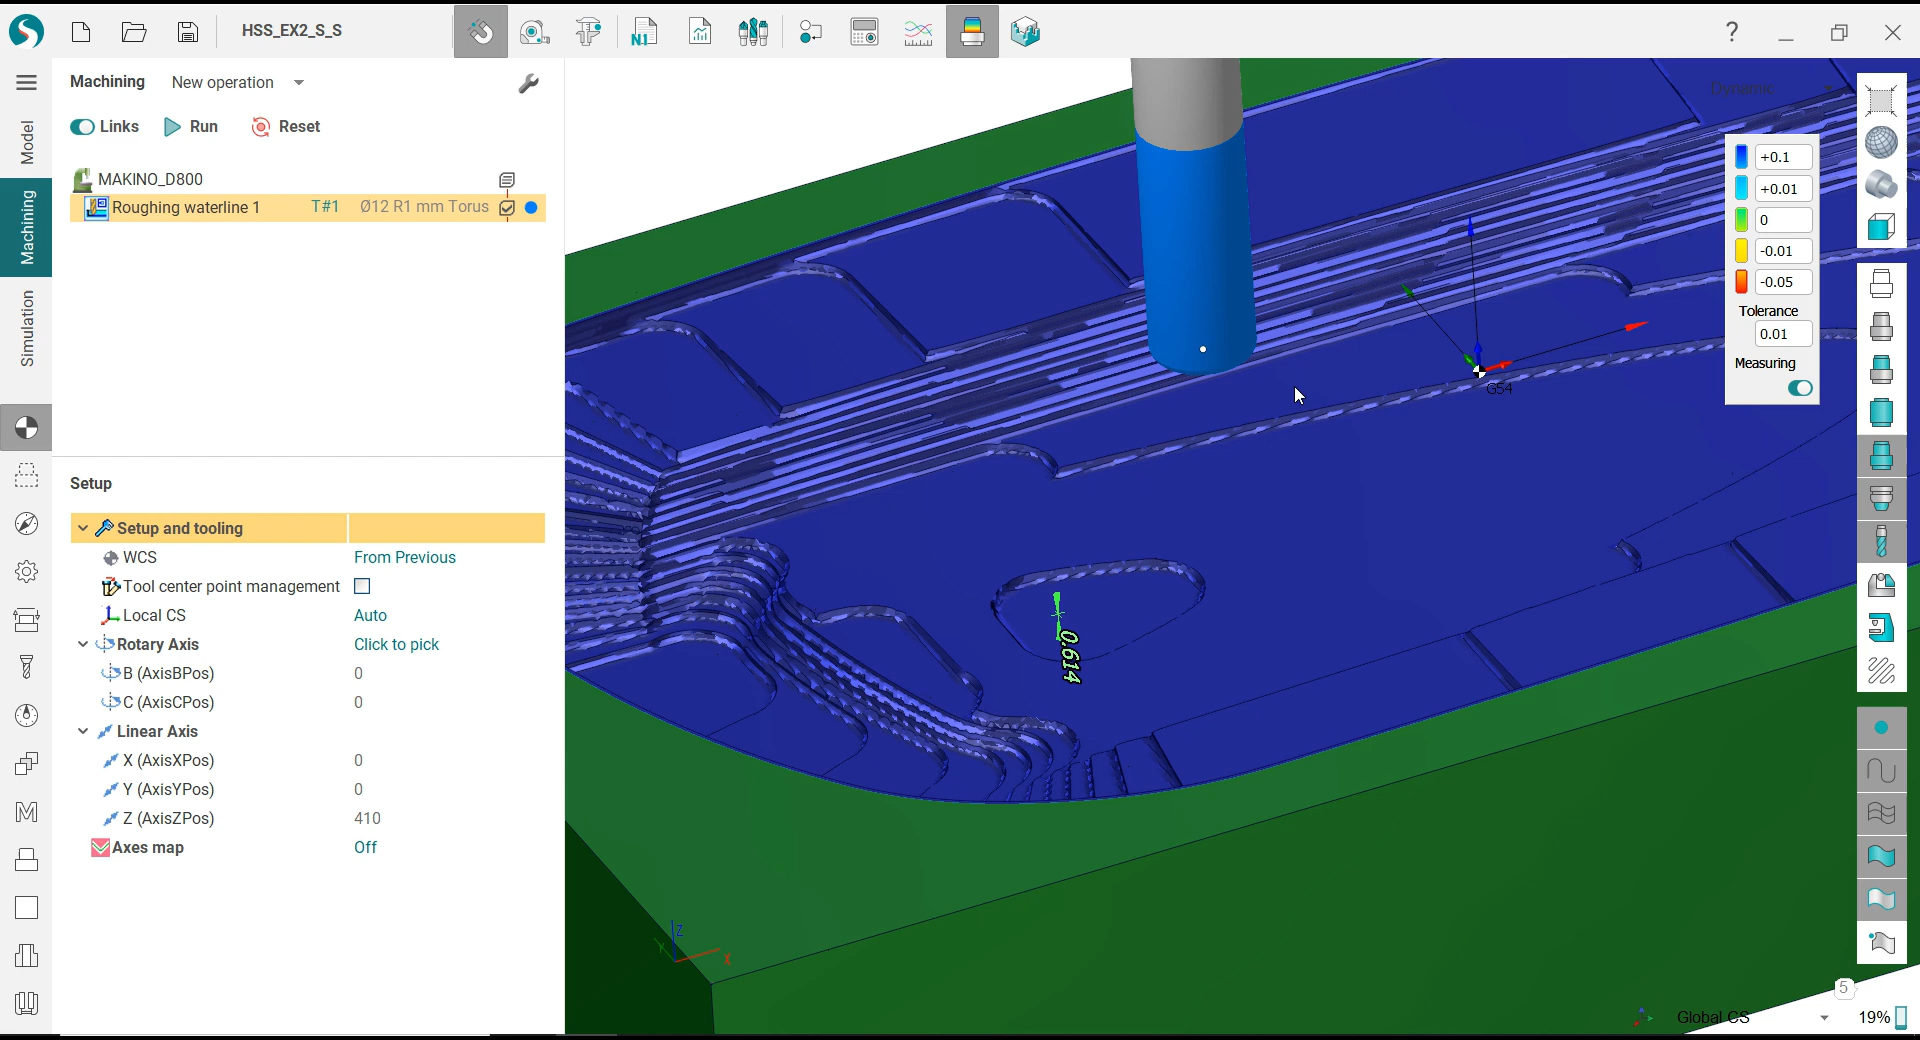 HSS_EX2_S_S
N1
?
Machining
New operation
Links
Run
Reset
MAKINO_D800
Roughing waterline 1
T#1
Ø12 R1 mm Torus
Model
Machining
Simulation
Setup
Setup and tooling
WCS
From Previous
Tool center point management
Local CS
Auto
Rotary Axis
Click to pick
B (AxisBPos)
0
C (AxisCPos)
0
Linear Axis
X (AxisXPos)
0
Y (AxisYPos)
0
Z (AxisZPos)
410
Axes map
Off
Dynamic
+0.1
+0.01
0
-0.01
-0.05
Tolerance
0.01
Measuring
G54
0.614
Z
Y
X
5
Global CS
19%